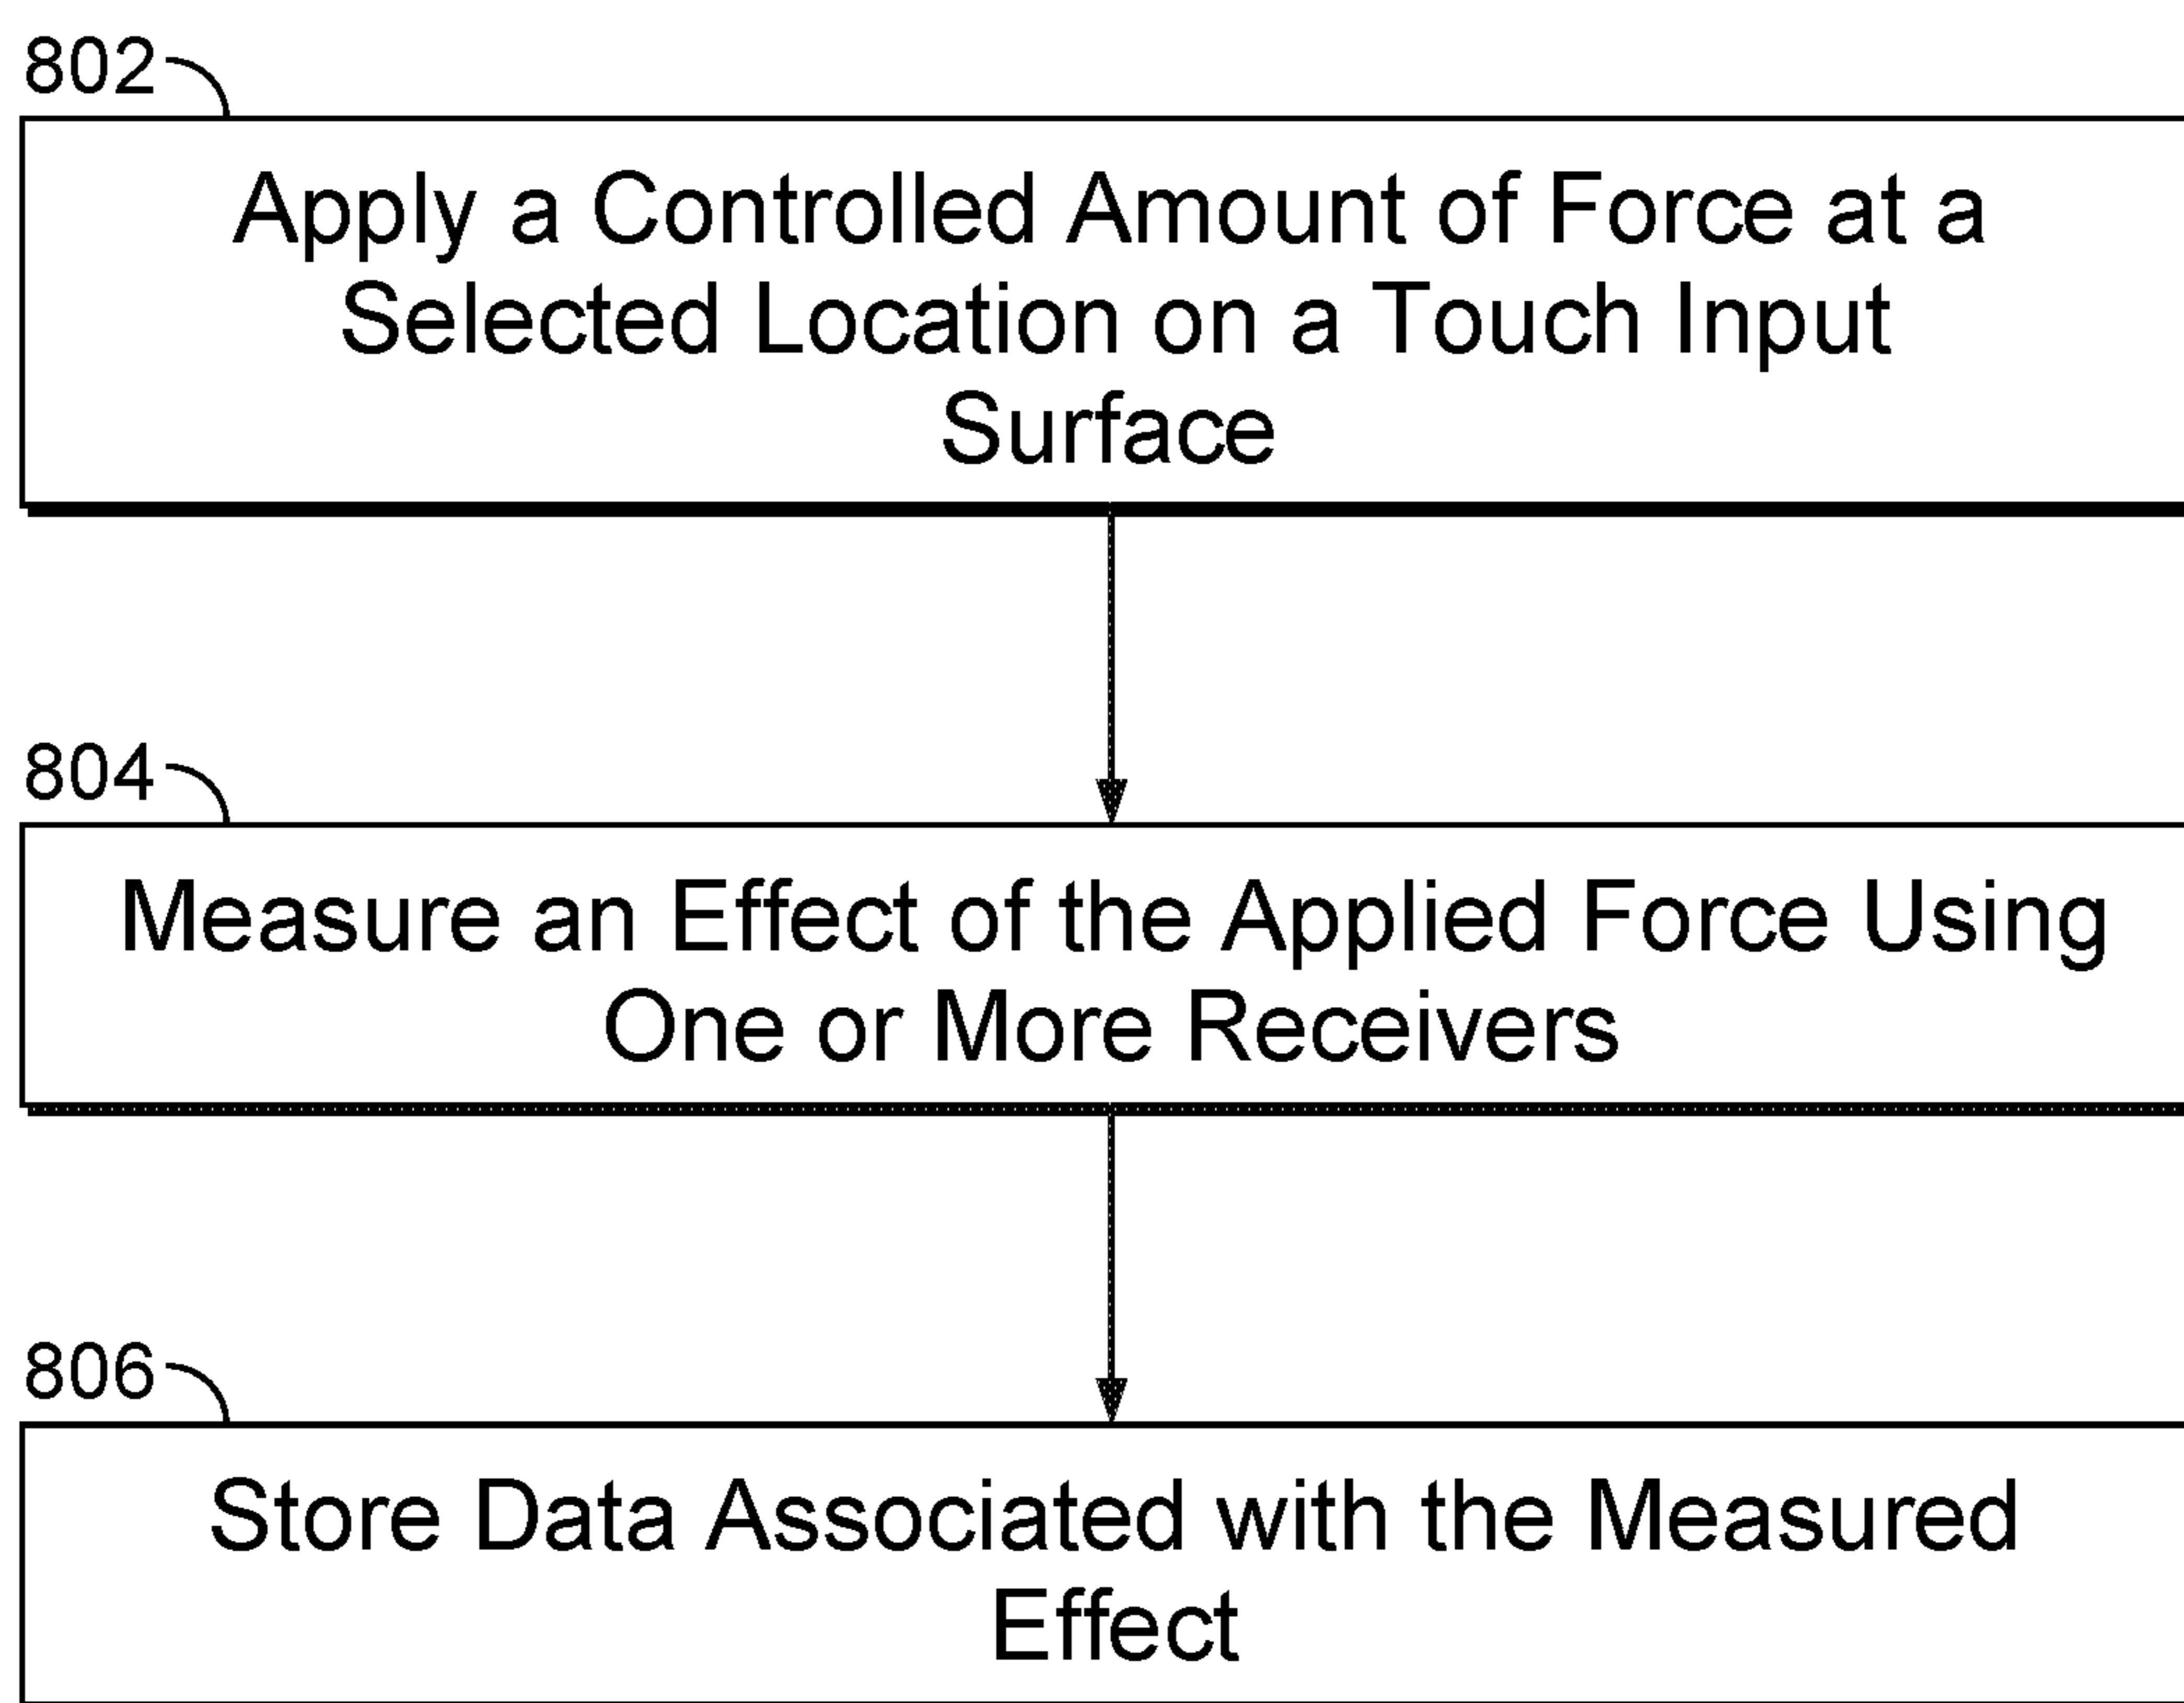 802
Apply a Controlled Amount of Force at a
Selected Location on a Touch Input
Surface
804
Measure an Effect of the Applied Force Using
One or More Receivers
806
Store Data Associated with the Measured
Effect